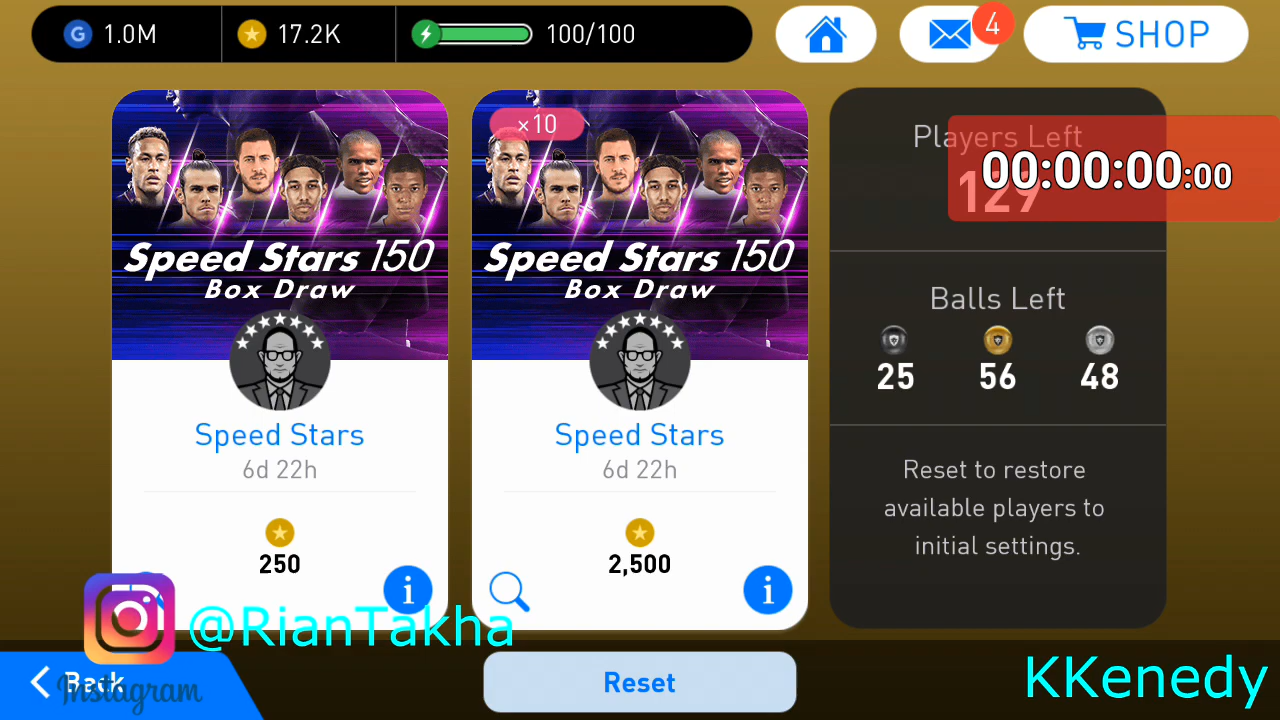 G 1.0M
17.2K
100/100
4
SHOP
Speed Stars 150
Box Draw
Speed Stars
6d 22h
250
i
×10
Speed Stars 150
Box Draw
Speed Stars
6d 22h
2,500
i
Players Left
129
00:00:00:00
Balls Left
25
56
48
Reset to restore
available players to
initial settings.
@RianTakha
Instagram
Back
Reset
KKenedy